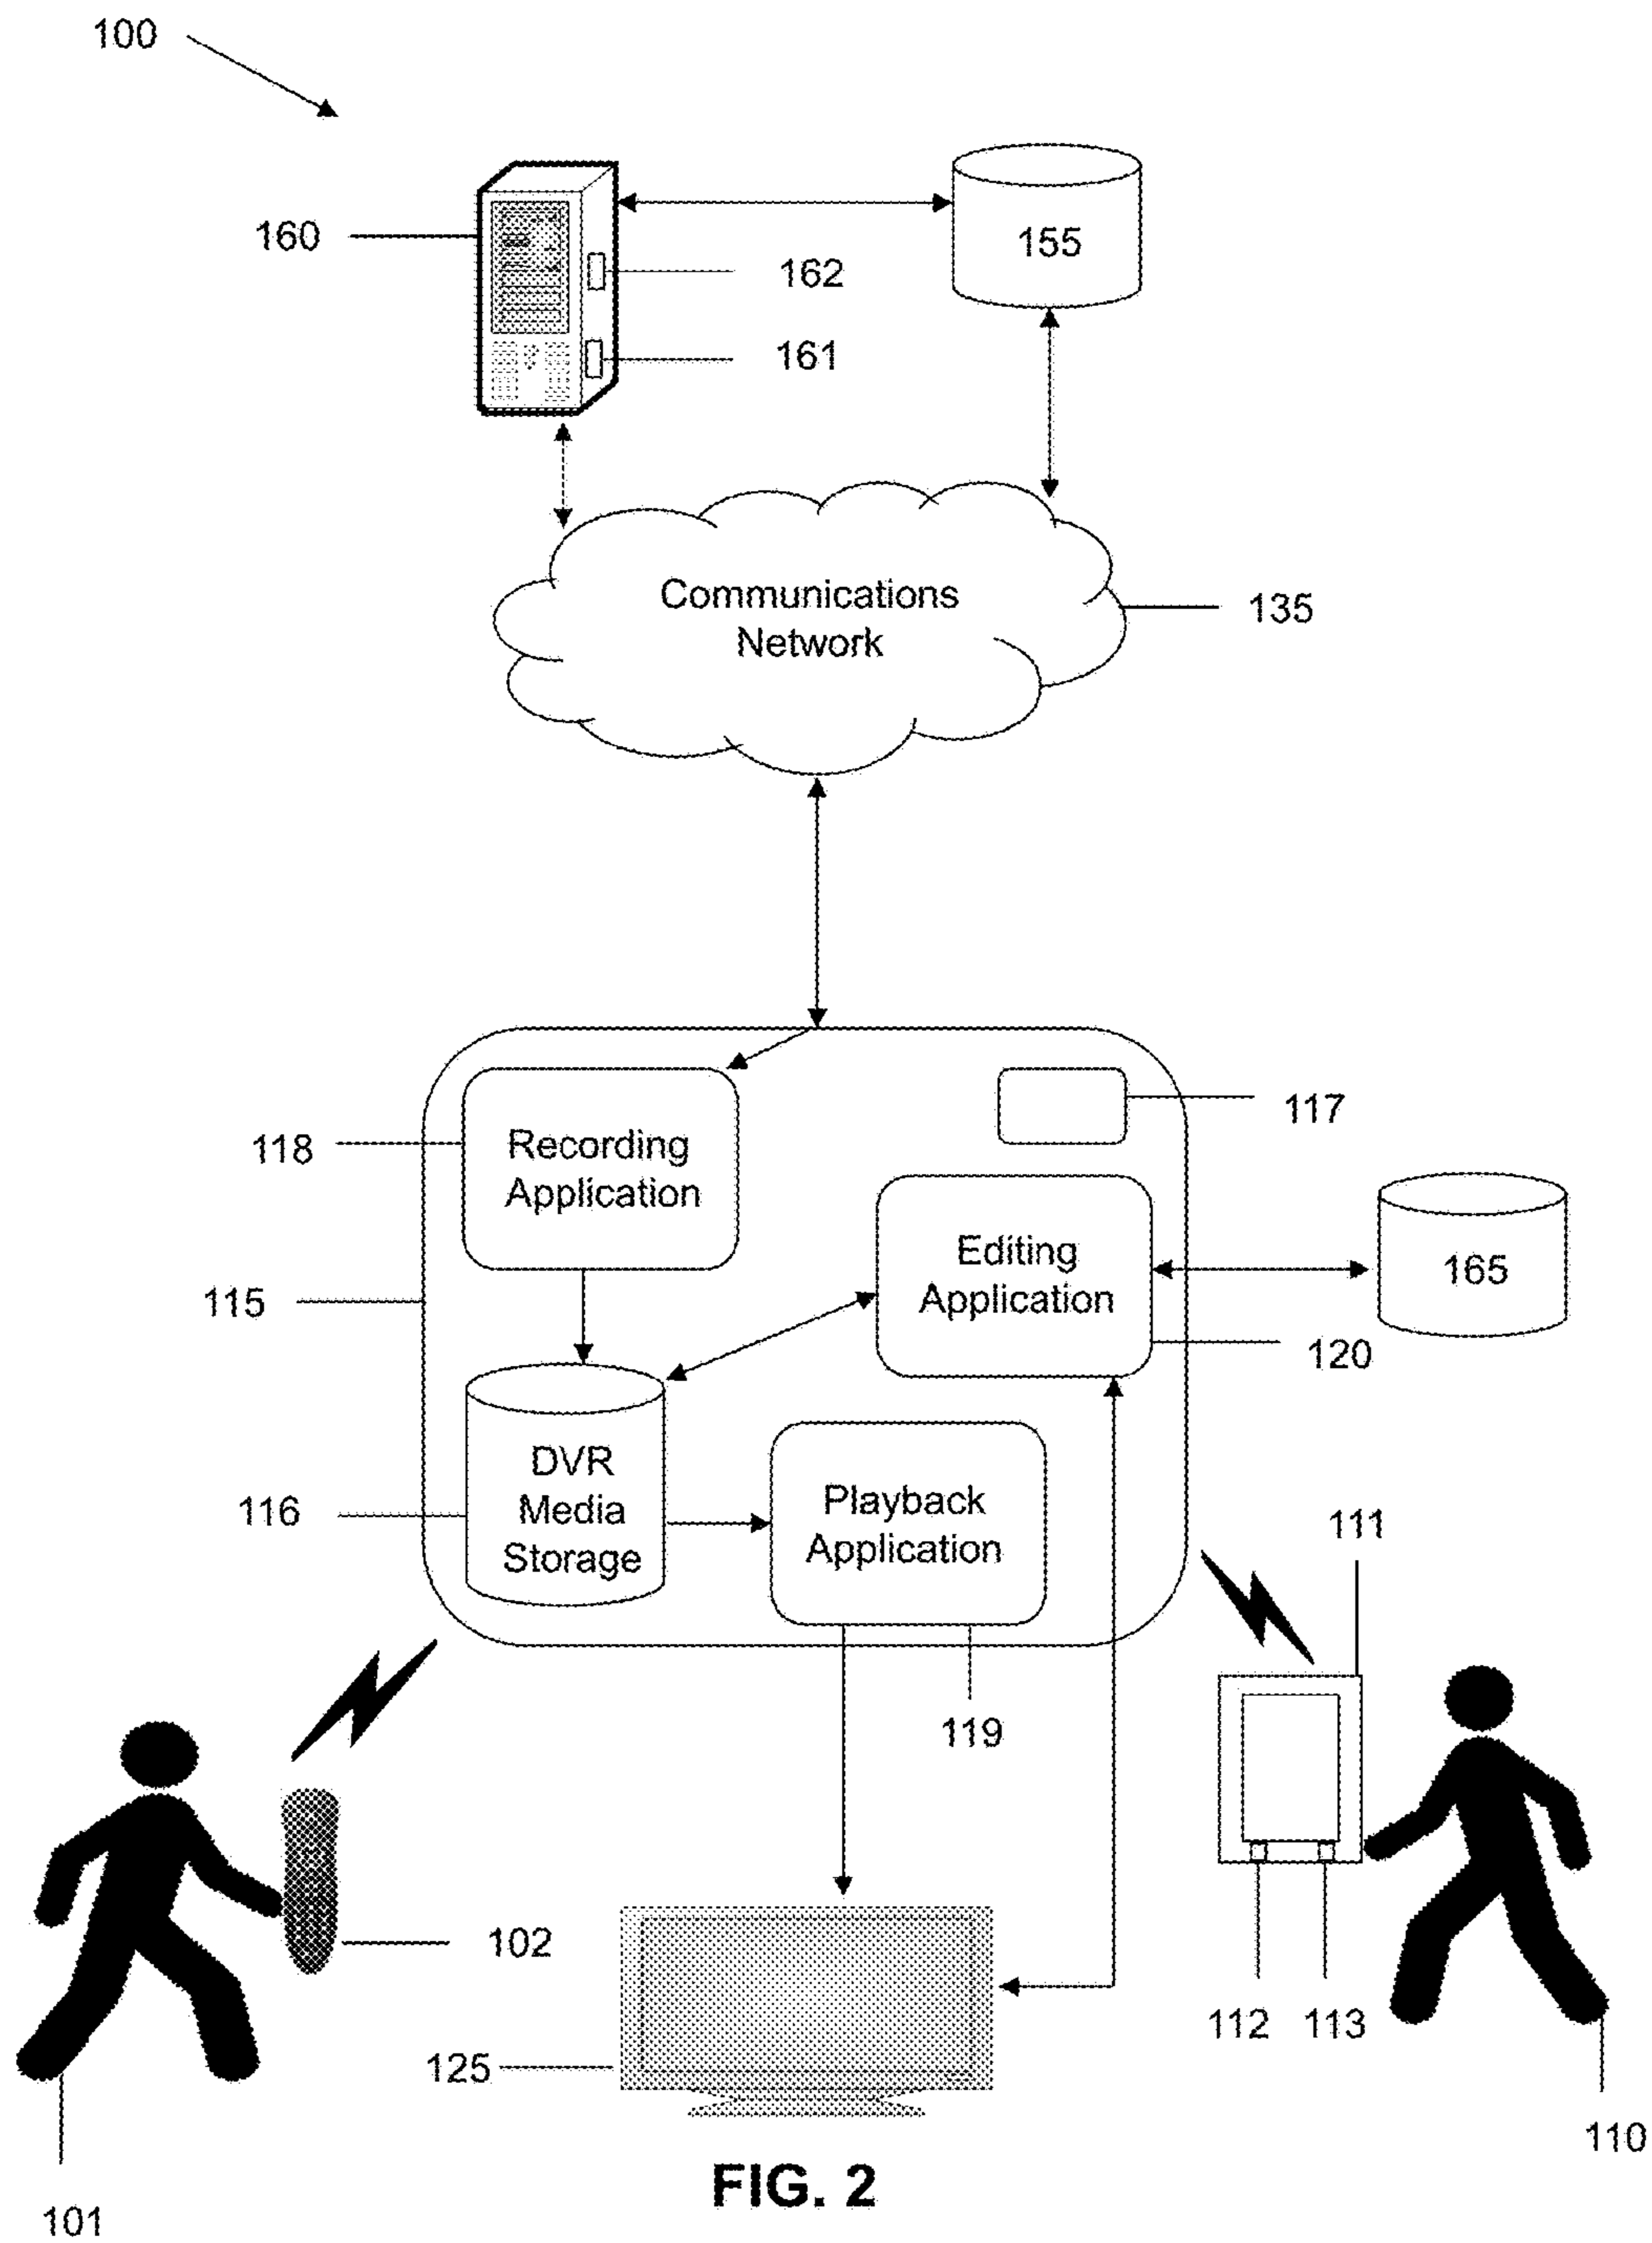 100
160
155
162
161
Communications
Network
135
117
118
Recording
Application
165
Editing
Application
115
120
DVR
Media
Storage
116
Playback
Application
111
119
102
112
113
125
110
101
FIG. 2